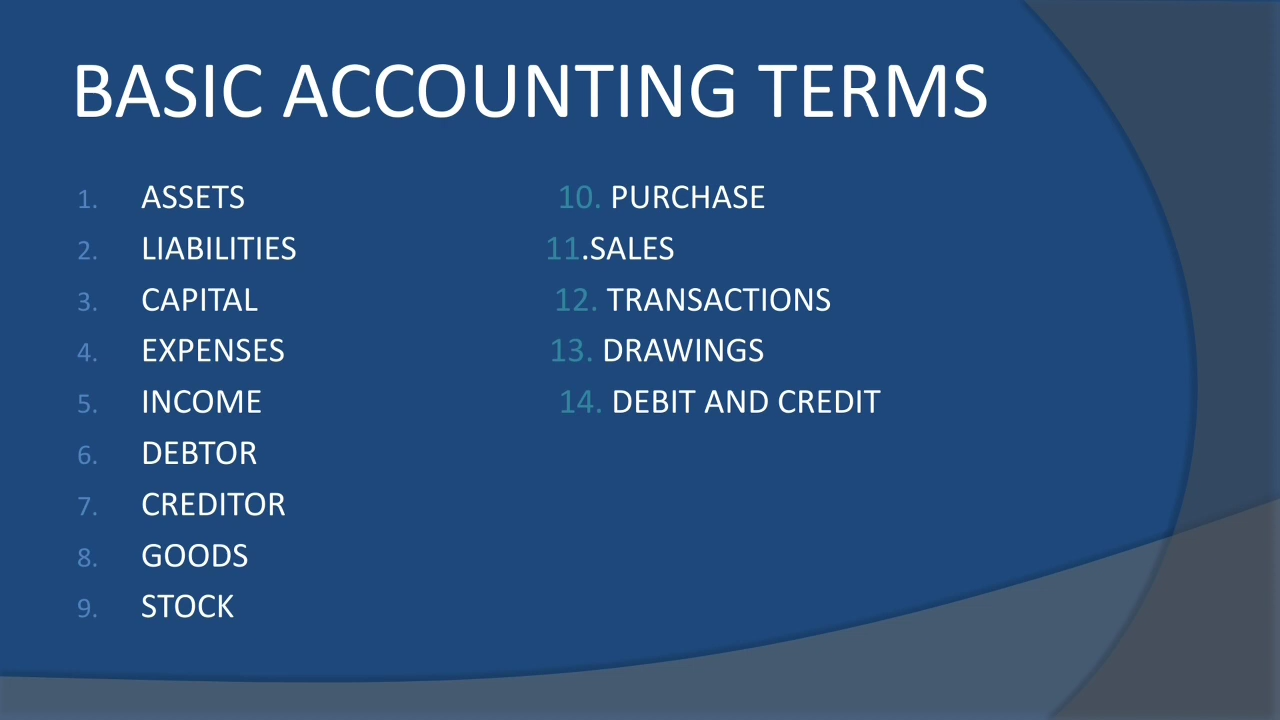 BASIC ACCOUNTING TERMS
1. ASSETS
2. LIABILITIES
3. CAPITAL
4. EXPENSES
5. INCOME
6. DEBTOR
7. CREDITOR
8. GOODS
9. STOCK
10. PURCHASE
11.SALES
12. TRANSACTIONS
13. DRAWINGS
14. DEBIT AND CREDIT